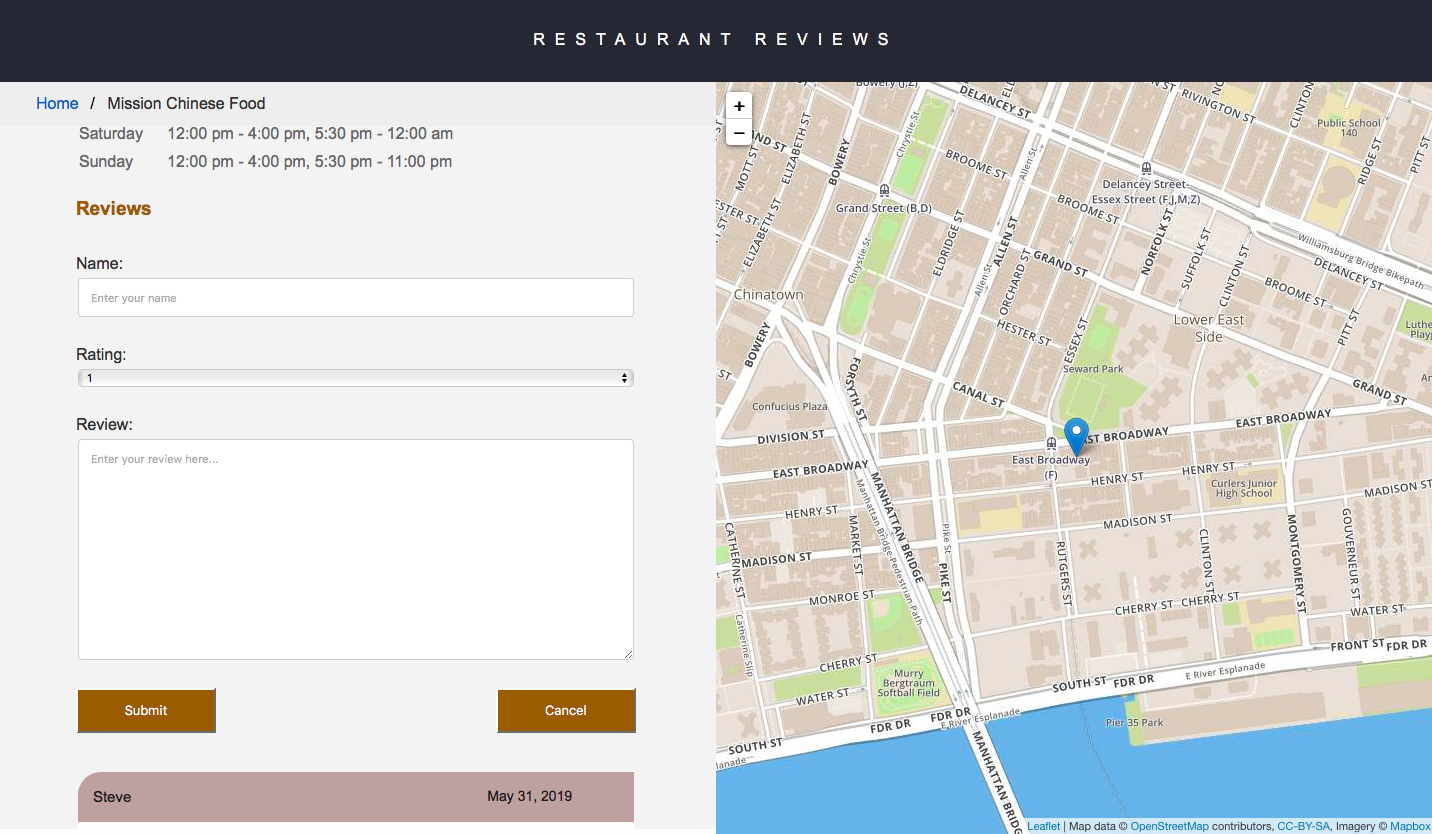 RESTAURANT REVIEWS
Home / Mission Chinese Food
Saturday 12:00 pm - 4:00 pm, 5:30 pm - 12:00 am
Sunday 12:00 pm - 4:00 pm, 5:30 pm - 11:00 pm
Reviews
Name:
Enter your name
Rating:
1
Review:
Enter your review here...
Submit Cancel
Steve May 31, 2019
+
−
Bowery (J,Z)
DELANCEY ST
RIVINGTON ST
CLINTON
Public School
140
RIDGE ST
PITT ST
MOTT ST
ELIZABETH ST
BOWERY
Chrystie St
BROOME ST
Allen St
Delancey Street-
Essex Street (F,J,M,Z)
Grand Street (B,D)
BROOME ST
ELIZABETH ST
ELDRIDGE ST
ALLEN ST
NORFOLK ST
SUFFOLK ST
Williamsburg Bridge Bikepath
Chrystie St
GRAND ST
CLINTON ST
DELANCEY ST
Allen St
ORCHARD ST
BROOME ST
Chinatown
Lower East
Side
HESTER ST
ESSEX ST
PITT ST
BOWERY
FORSYTH ST
Seward Park
CANAL ST
GRAND ST
Confucius Plaza
DIVISION ST
EAST BROADWAY
EAST BROADWAY
EAST BROADWAY
East Broadway
(F)
HENRY ST
HENRY ST
Curlers Junior
High School
MADISON ST
HENRY ST
MADISON ST
MANHATTAN BRIDGE
Manhattan Bridge Pedestrian Path
MARKET ST
CATHERINE ST
Pike St
PIKE ST
RUTGERS ST
CLINTON ST
MONTGOMERY ST
GOUVERNEUR ST
MADISON ST
MONROE ST
CHERRY ST
CHERRY ST
WATER ST
Catherine Slip
CHERRY ST
FRONT ST
FDR DR
Murry
Bergtraum
Softball Field
WATER ST
SOUTH ST
FDR DR
E River Esplanade
FDR DR
FDR DR
E River Esplanade
Pier 35 Park
SOUTH ST
MANHATTAN BRIDG
Leaflet | Map data © OpenStreetMap contributors, CC-BY-SA, Imagery © Mapbox